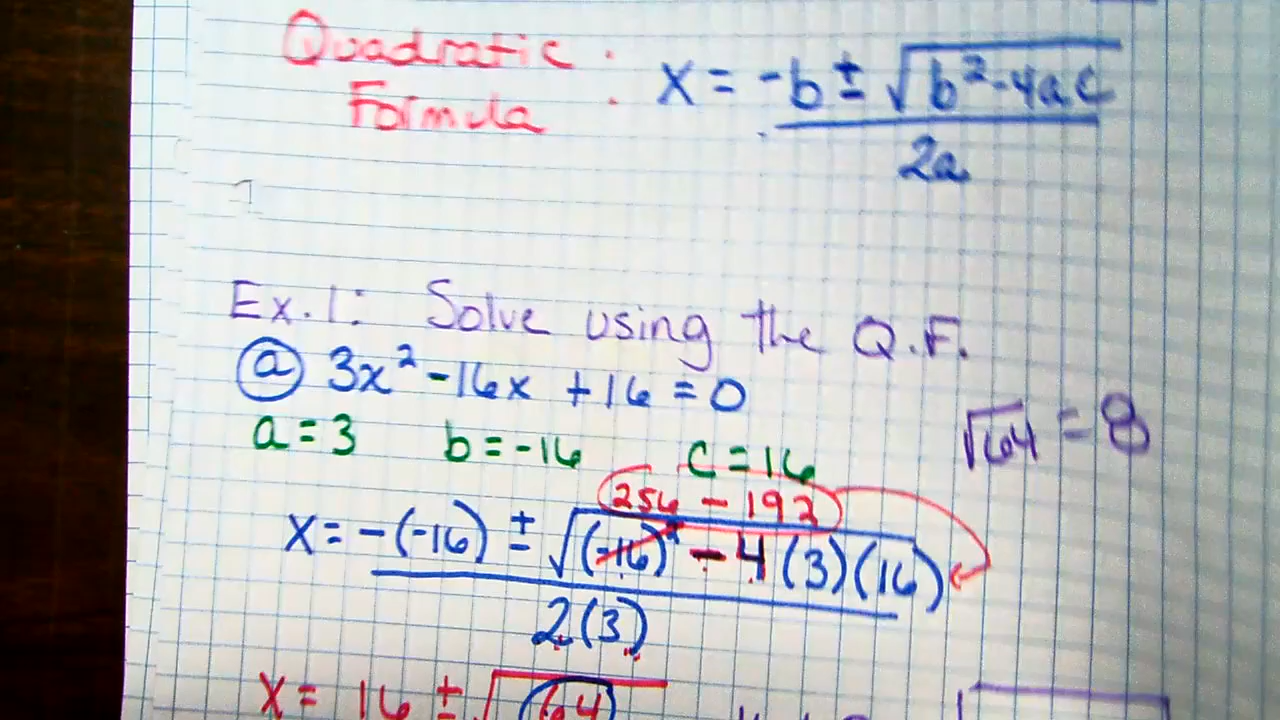 Quadratic Formula : x = -b ± √b²-4ac / 2a
Ex.1: Solve using the Q.F.
(a) 3x² -16x +16 = 0
a = 3 b = -16 c = 16
√64 = 8
256 - 192
x = -(-16) ± √(-16)² - 4(3)(16) / 2(3)
x = 16 ± √64